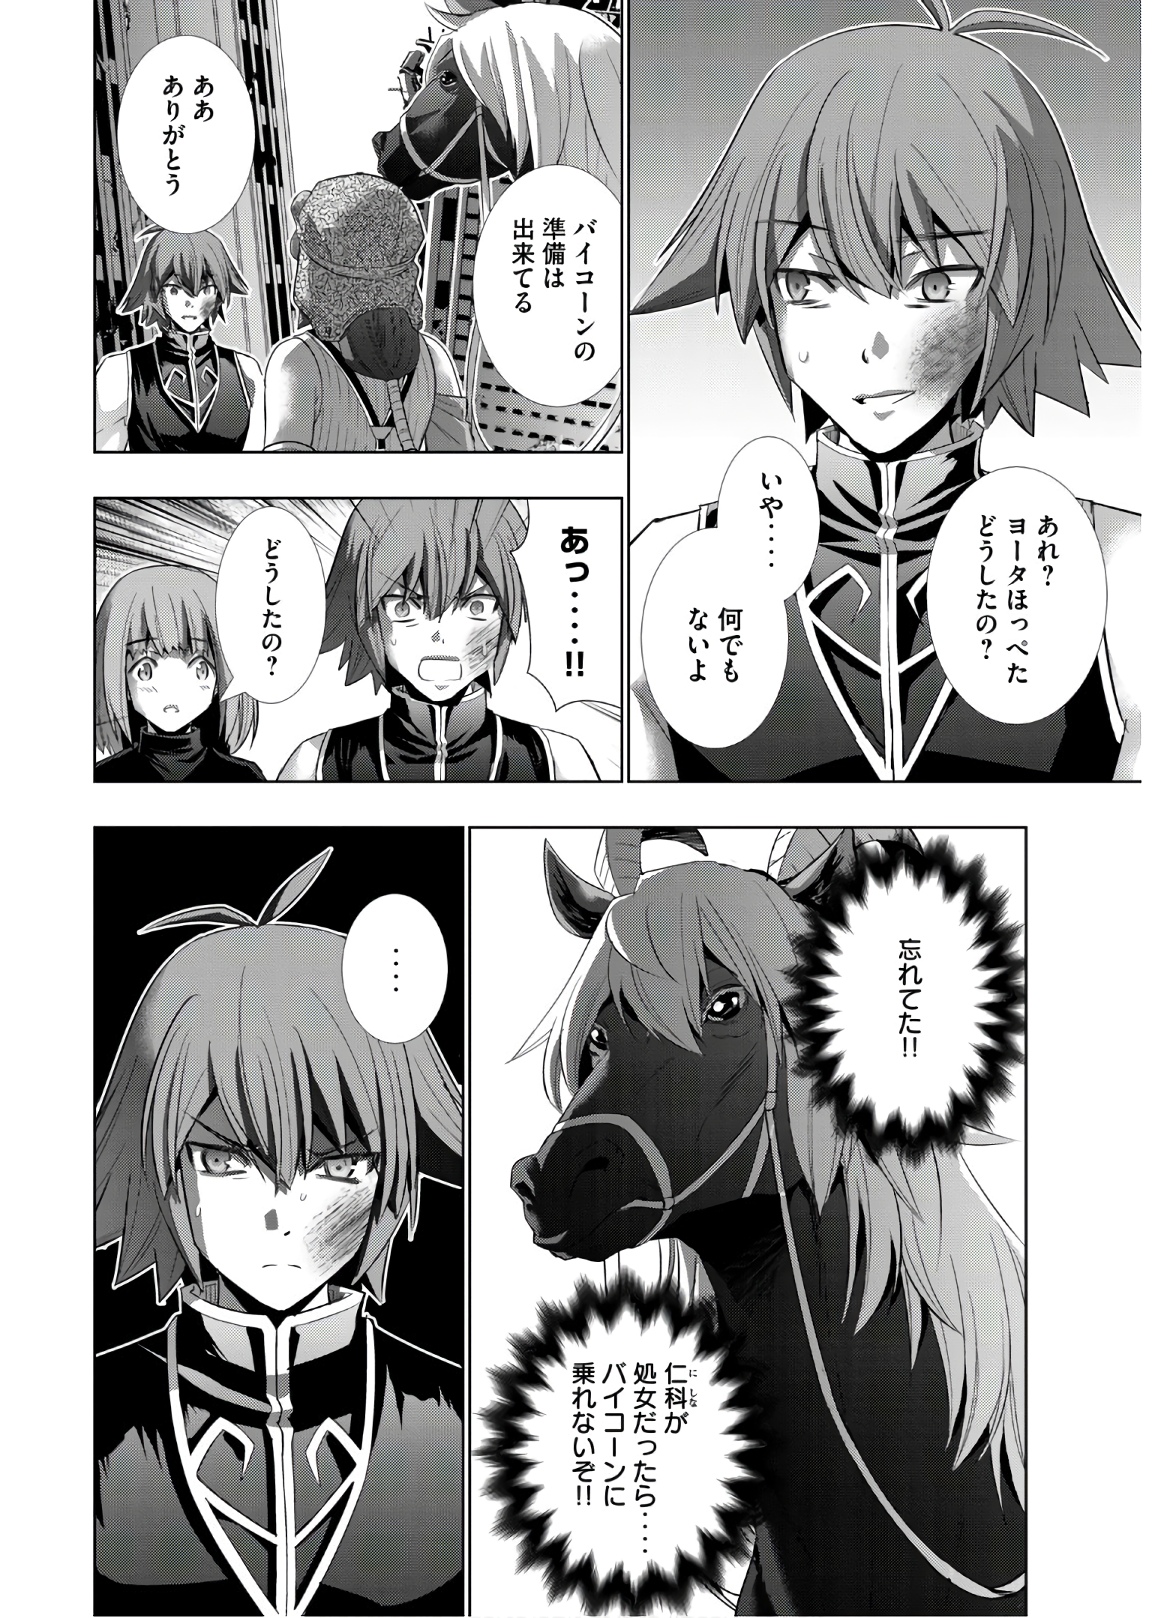 あれ？
ヨータほっぺた
どうしたの？
いや‥‥
何でも
ないよ
バイコーンの
準備は
出来てる
ああ
ありがとう
あっ‥‥!!
どうしたの？
忘れてた!!
仁科が
にしな
処女だったら‥‥
バイコーンに
乗れないぞ!!
‥‥